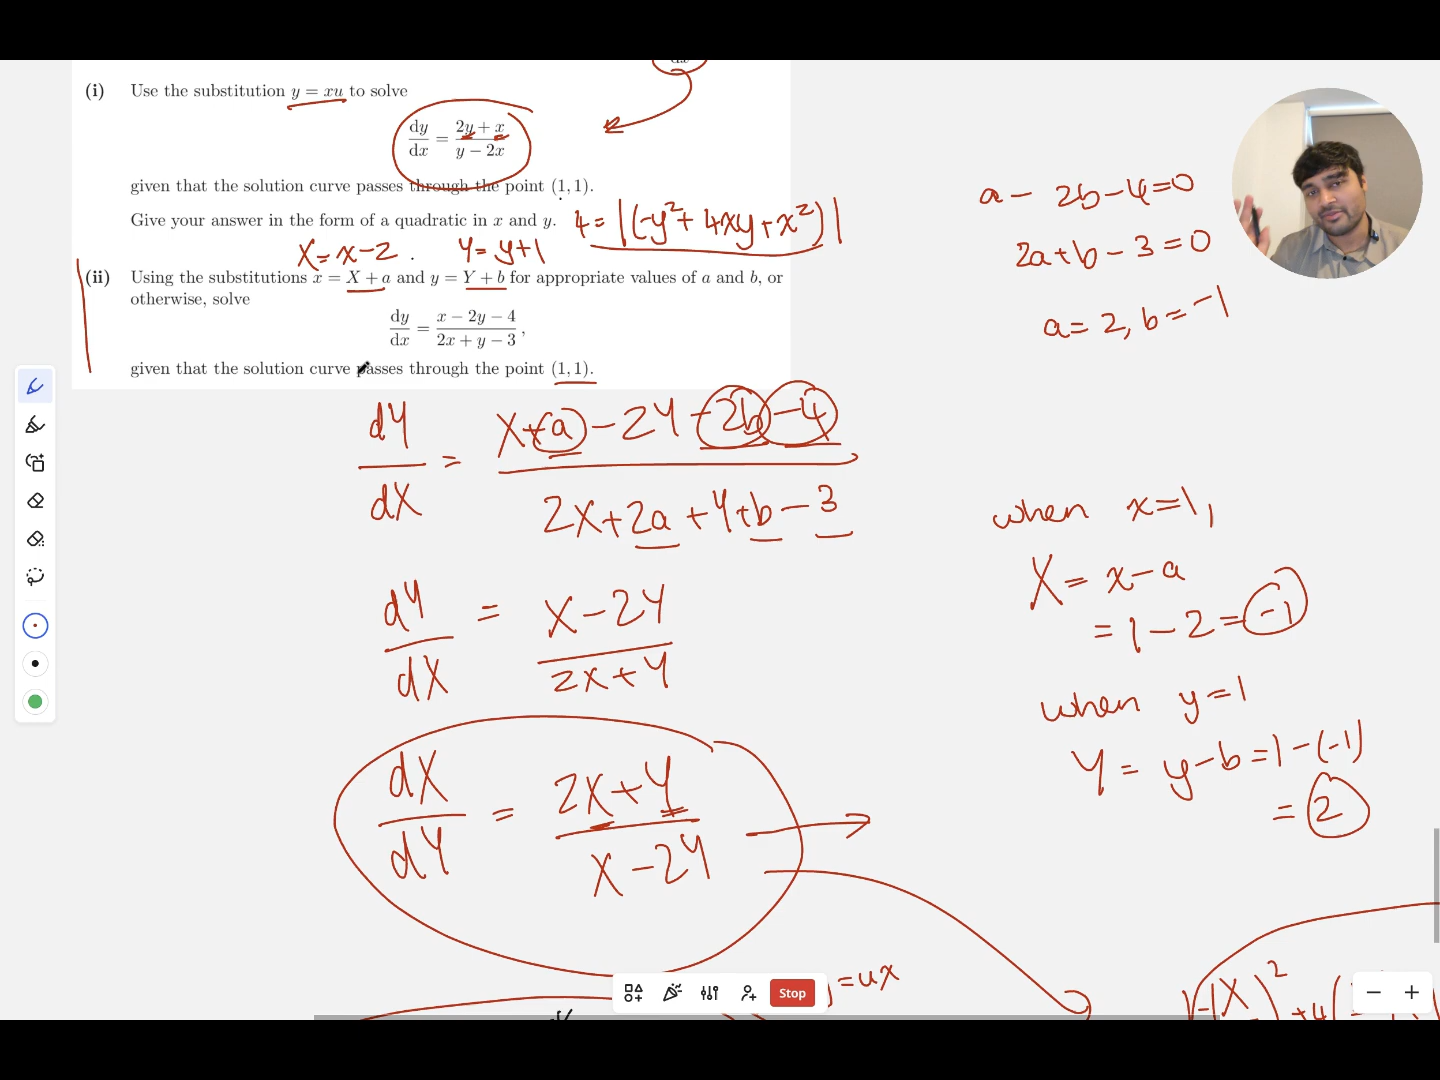 (i) Use the substitution y = xu to solve
dy/dx = (2y + x)/(y − 2x)
given that the solution curve passes through the point (1, 1).
Give your answer in the form of a quadratic in x and y.
4 = |(-y² + 4xy + x²)|
X = x − 2 . Y = y + 1
(ii) Using the substitutions x = X + a and y = Y + b for appropriate values of a and b, or
otherwise, solve
dy/dx = (x − 2y − 4)/(2x + y − 3) ,
given that the solution curve passes through the point (1, 1).
a − 2b − 4 = 0
2a + b − 3 = 0
a = 2, b = −1
dY/dX = (X + a − 2Y − 2b − 4)/(2X + 2a + Y + b − 3)
dY/dX = (X − 2Y)/(2X + Y)
dX/dY = (2X + Y)/(X − 2Y)
when x = 1,
X = x − a
= 1 − 2 = −1
when y = 1
Y = y − b = 1 − (−1)
= 2
= ux
Stop